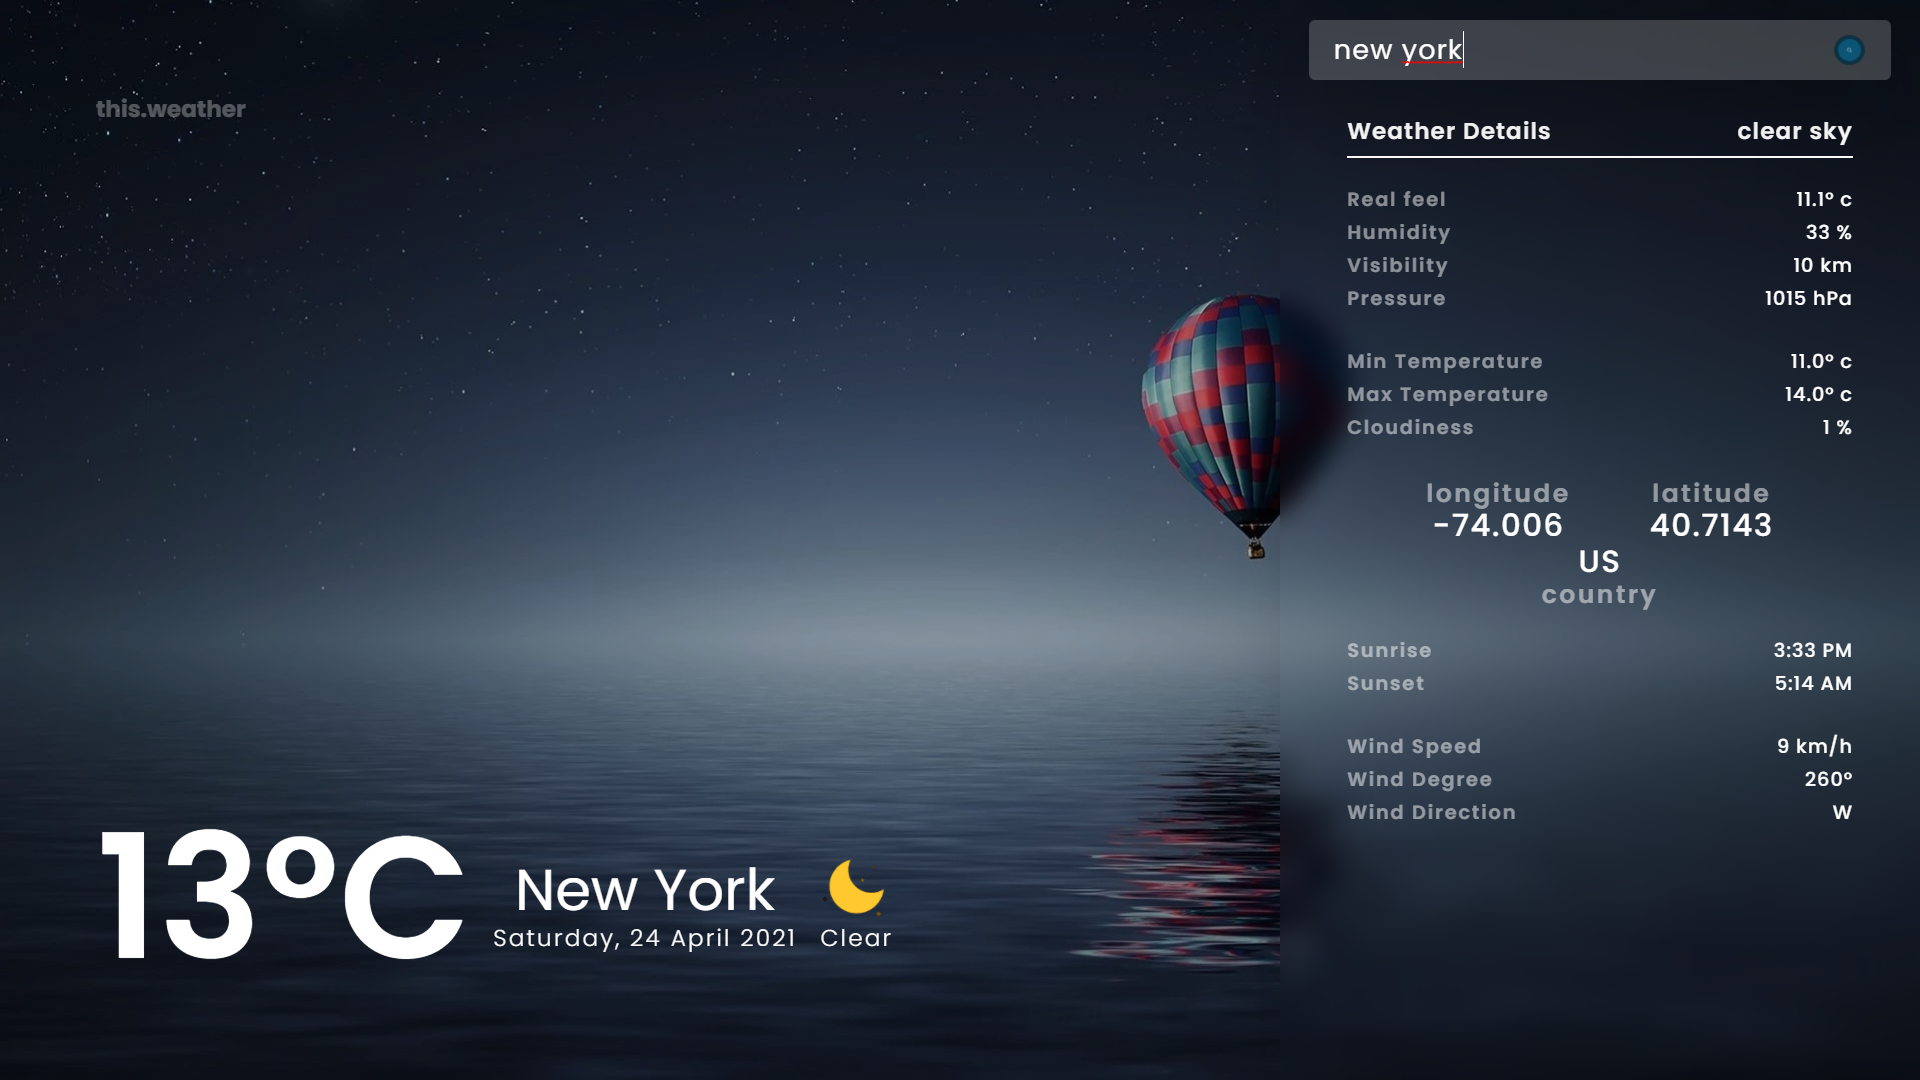 new york
this.weather
Weather Details clear sky
Real feel 11.1° c
Humidity 33 %
Visibility 10 km
Pressure 1015 hPa
Min Temperature 11.0° c
Max Temperature 14.0° c
Cloudiness 1 %
longitude latitude
-74.006 40.7143
US
country
Sunrise 3:33 PM
Sunset 5:14 AM
Wind Speed 9 km/h
Wind Degree 260°
Wind Direction W
13°C
New York
Saturday, 24 April 2021 Clear